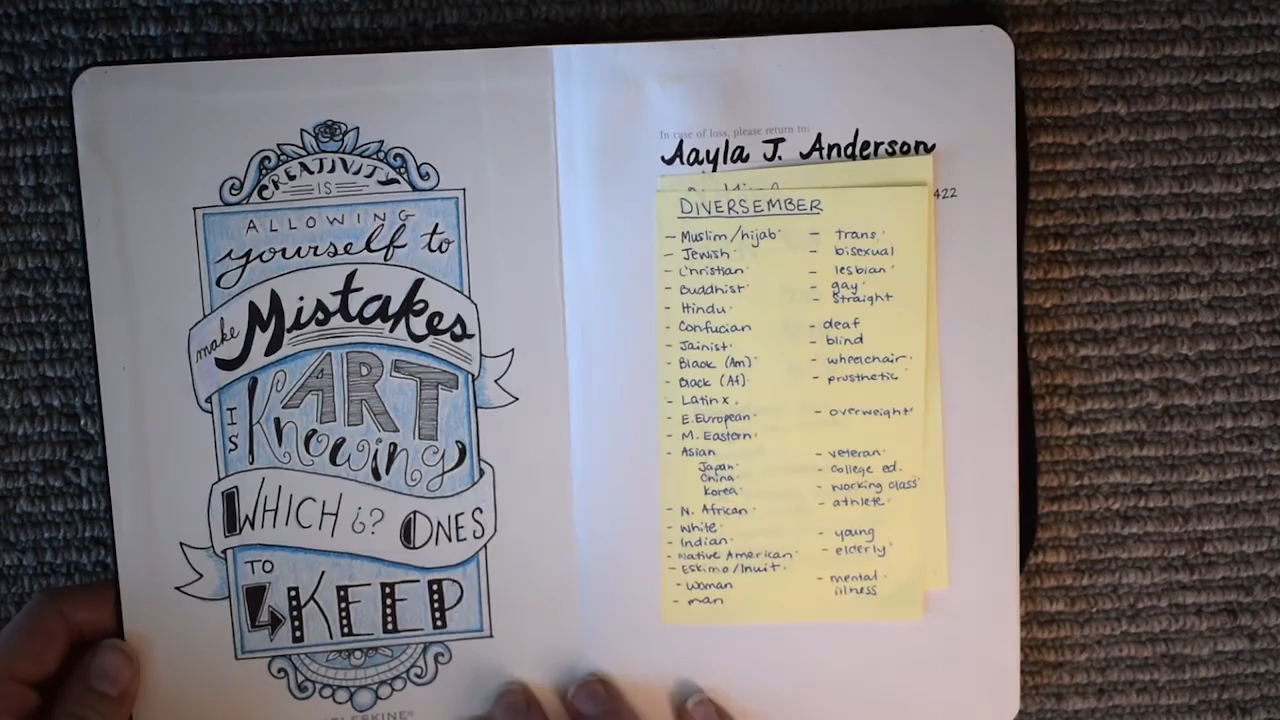 CREATIVITY
IS
ALLOWING
yourself to
make Mistakes
ART
IS Knowing
WHICH ¿? ONES
TO
KEEP
In case of loss, please return to:
Aayla J. Anderson
422
DIVERSEMBER
- Muslim/hijab
- Jewish
- Christian
- Buddhist
- Hindu
- Confucian
- Jainist
- Black (Am)
- Black (Af)
- Latinx
- E. European
- M. Eastern
- Asian
Japan
China
Korea
- N. African
- White
- Indian
- Native American
- Eskimo/Inuit
- Woman
- man
- trans
- bisexual
- lesbian
- gay
- straight
- deaf
- blind
- wheelchair
- prosthetic
- overweight
- veteran
- college ed.
- working class
- athlete
- young
- elderly
- mental
illness